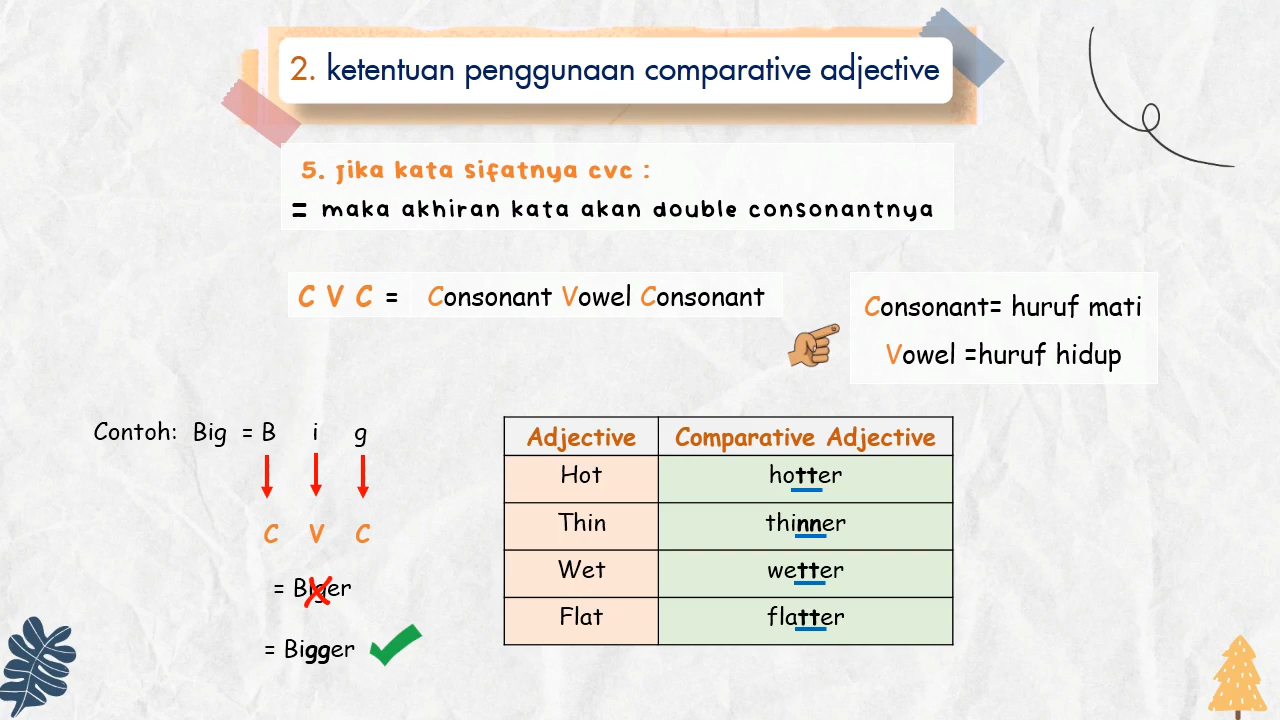 2. ketentuan penggunaan comparative adjective
5. Jika kata sifatnya cvc :
= maka akhiran kata akan double consonantnya
C V C = Consonant Vowel Consonant
Consonant= huruf mati
Vowel =huruf hidup
Contoh: Big = B i g
C V C
= Biger
= Bigger
Adjective Comparative Adjective
Hot hotter
Thin thinner
Wet wetter
Flat flatter